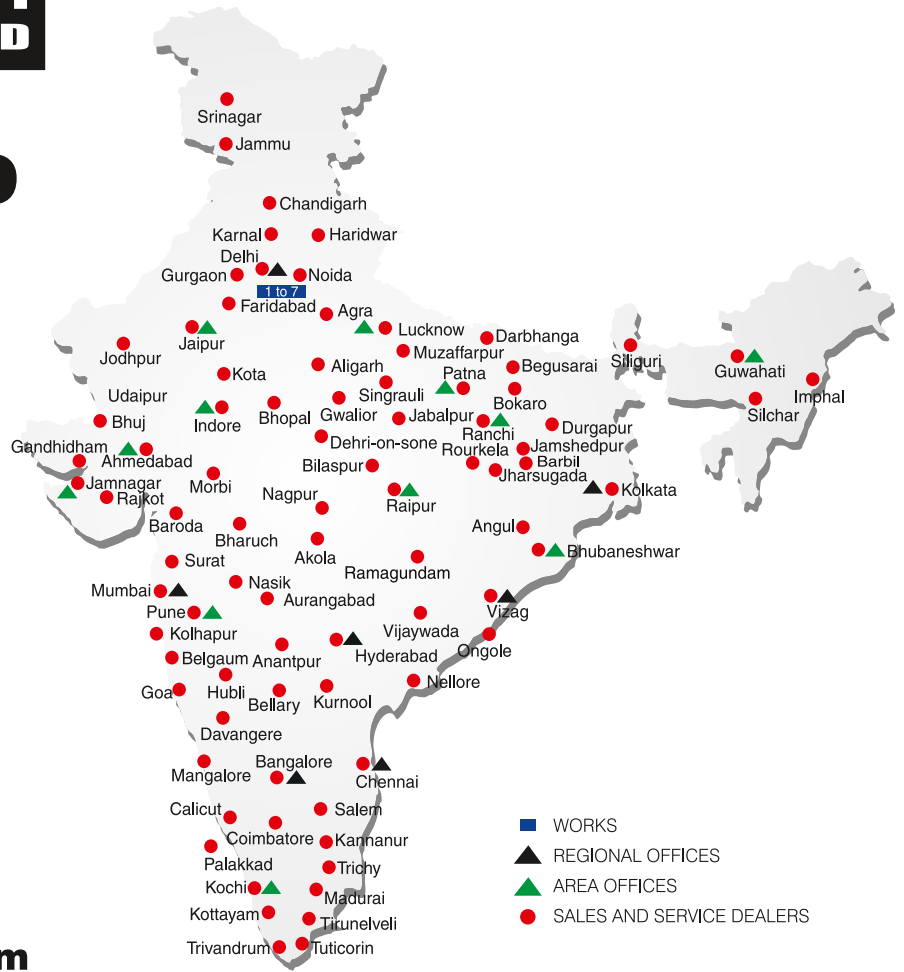 D
Srinagar
Jammu
Chandigarh
Karnal
Haridwar
Delhi
Gurgaon
Noida
1 to 7
Faridabad
Agra
Jaipur
Lucknow
Darbhanga
Jodhpur
Muzaffarpur
Siliguri
Aligarh
Patna
Begusarai
Guwahati
Kota
Singrauli
Bokaro
Imphal
Udaipur
Bhuj
Indore
Bhopal
Gwalior
Jabalpur
Silchar
Ranchi
Durgapur
Gandhidham
Ahmedabad
Dehri-on-sone
Rourkela
Jamshedpur
Bilaspur
Barbil
Jharsugada
Jamnagar
Morbi
Rajkot
Nagpur
Raipur
Kolkata
Baroda
Bharuch
Akola
Angul
Bhubaneshwar
Surat
Ramagundam
Nasik
Mumbai
Aurangabad
Pune
Vizag
Kolhapur
Vijaywada
Ongole
Belgaum
Anantpur
Hyderabad
Goa
Hubli
Bellary
Kurnool
Nellore
Davangere
Mangalore
Bangalore
Chennai
Calicut
Salem
Coimbatore
Kannanur
Palakkad
Trichy
Kochi
Madurai
Kottayam
Tirunelveli
Trivandrum
Tuticorin
WORKS
REGIONAL OFFICES
AREA OFFICES
SALES AND SERVICE DEALERS
m